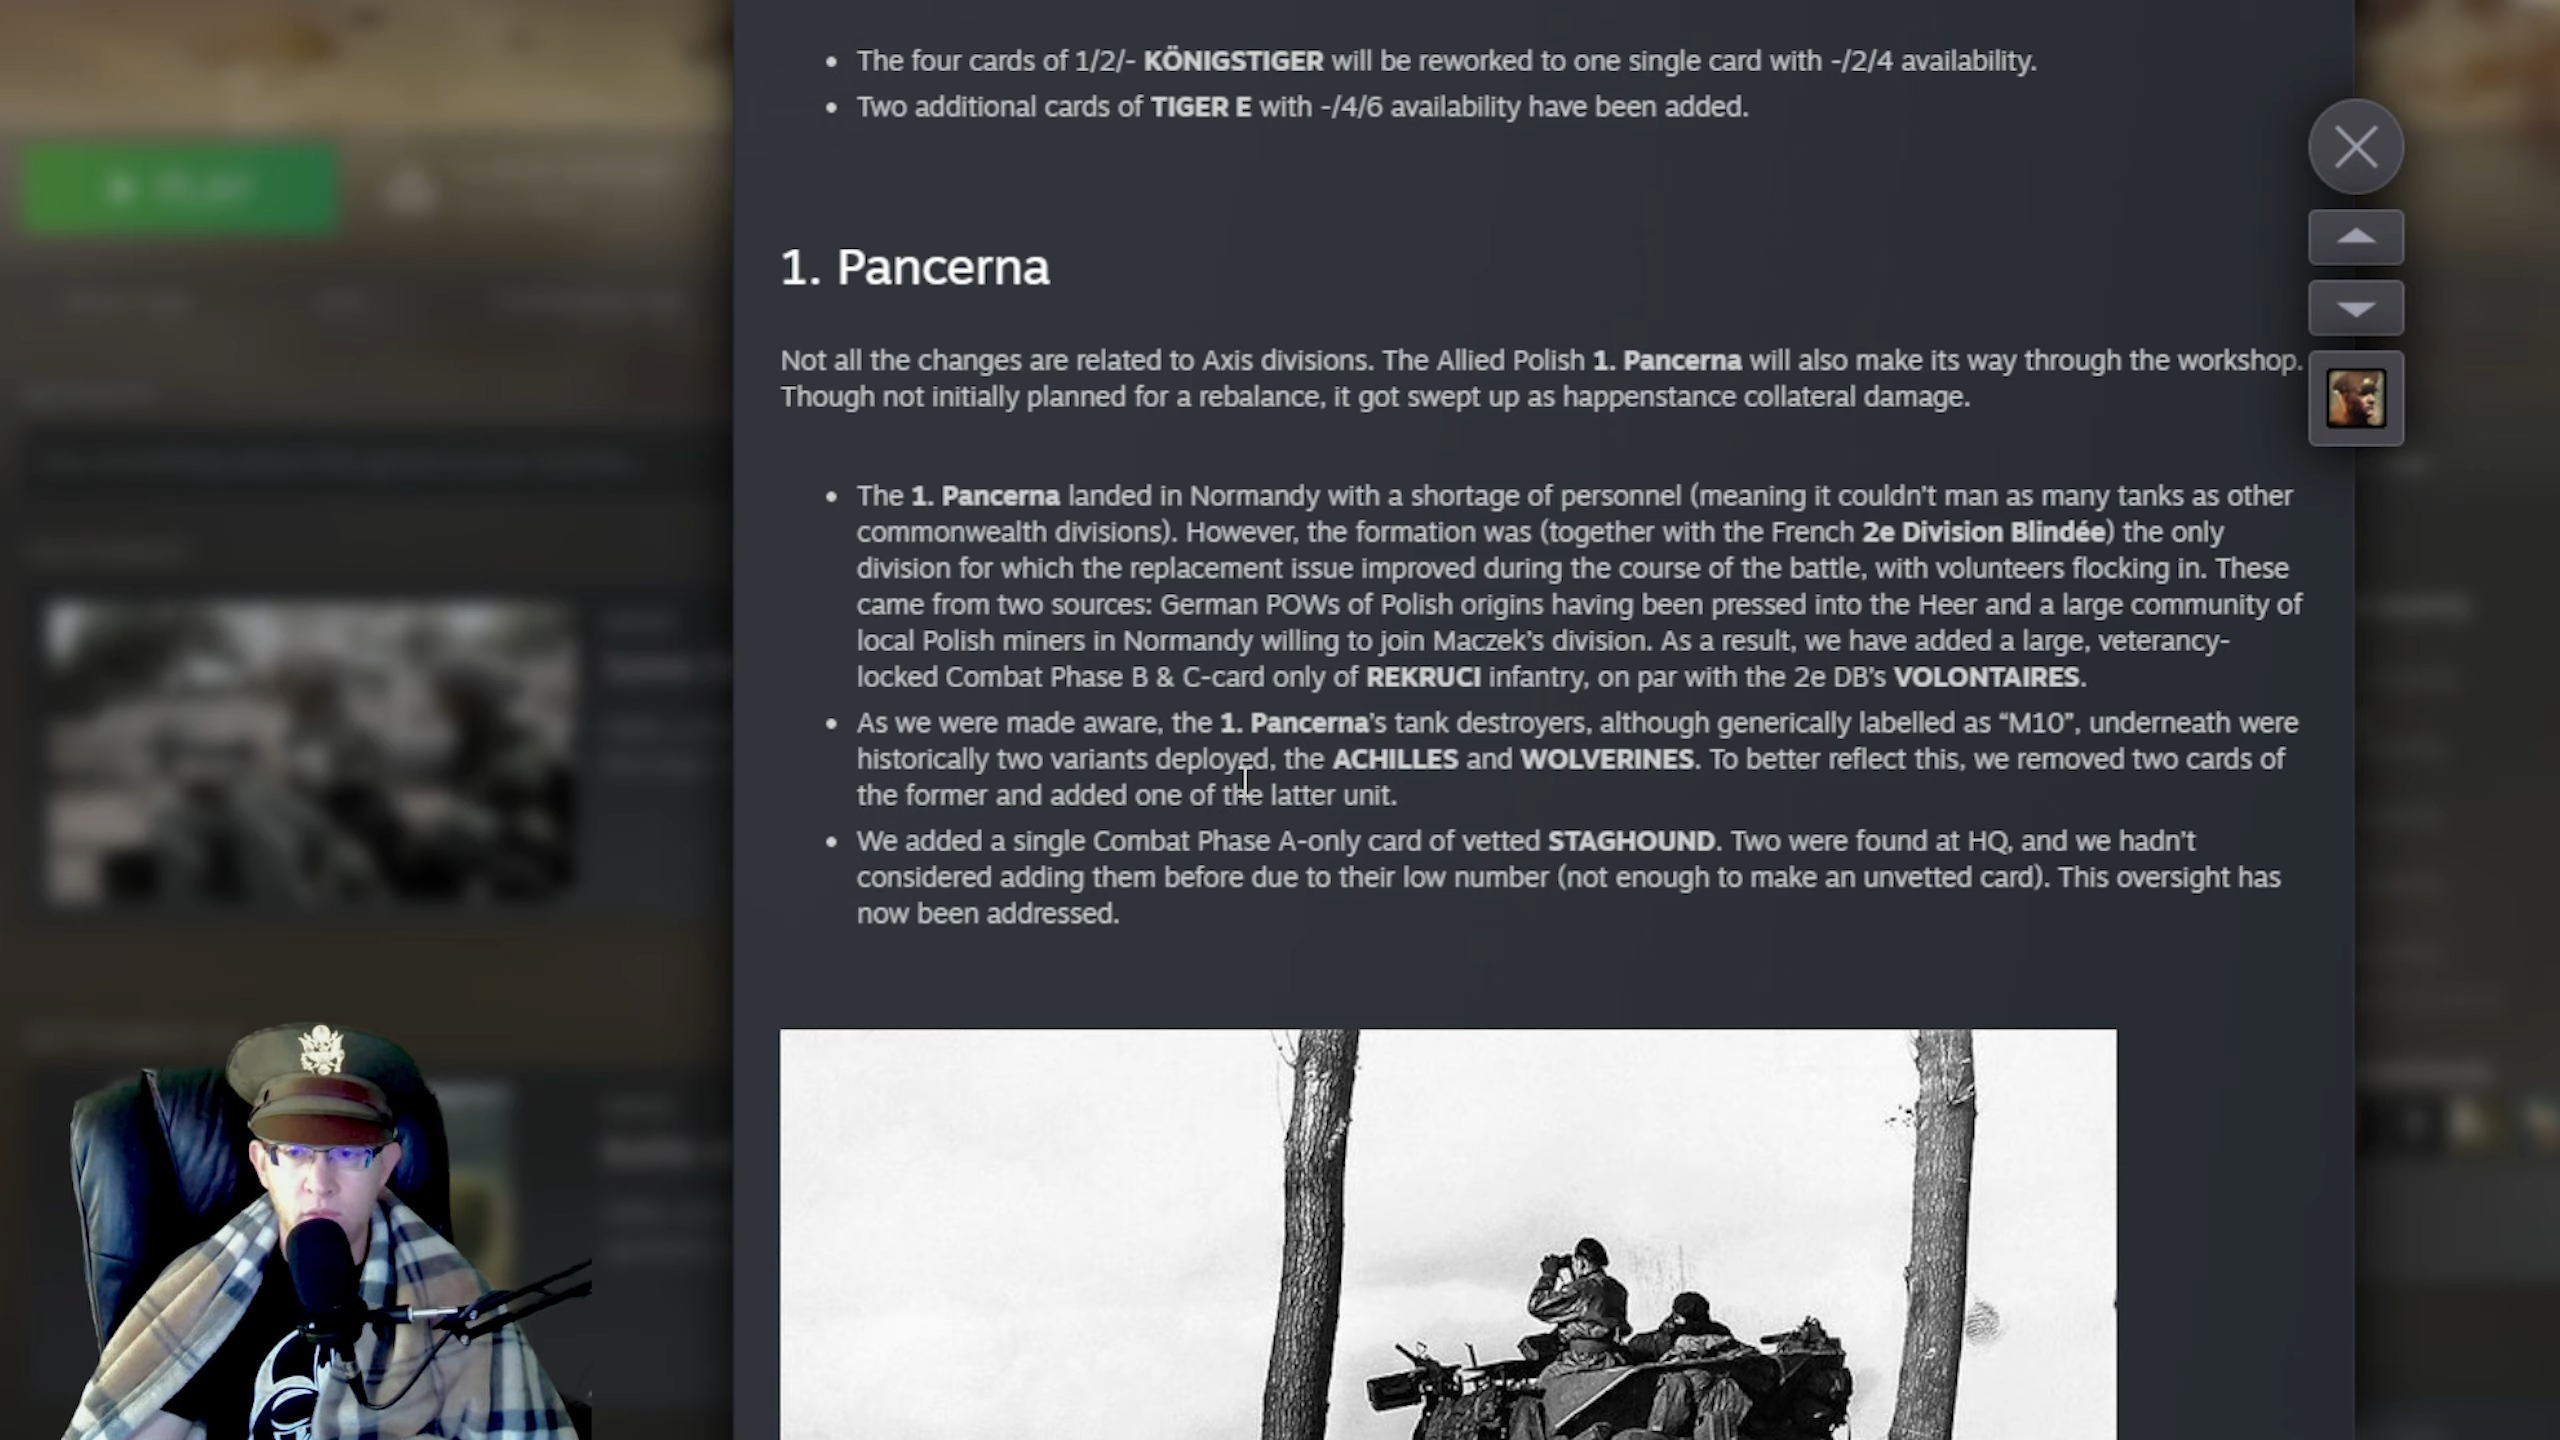 The four cards of 1/2/- KÖNIGSTIGER will be reworked to one single card with -/2/4 availability.
Two additional cards of TIGER E with -/4/6 availability have been added.
1. Pancerna
Not all the changes are related to Axis divisions. The Allied Polish 1. Pancerna will also make its way through the workshop.
Though not initially planned for a rebalance, it got swept up as happenstance collateral damage.
The 1. Pancerna landed in Normandy with a shortage of personnel (meaning it couldn't man as many tanks as other
commonwealth divisions). However, the formation was (together with the French 2e Division Blindée) the only
division for which the replacement issue improved during the course of the battle, with volunteers flocking in. These
came from two sources: German POWs of Polish origins having been pressed into the Heer and a large community of
local Polish miners in Normandy willing to join Maczek's division. As a result, we have added a large, veterancy-
locked Combat Phase B & C-card only of REKRUCI infantry, on par with the 2e DB's VOLONTAIRES.
As we were made aware, the 1. Pancerna's tank destroyers, although generically labelled as “M10”, underneath were
historically two variants deployed, the ACHILLES and WOLVERINES. To better reflect this, we removed two cards of
the former and added one of the latter unit.
We added a single Combat Phase A-only card of vetted STAGHOUND. Two were found at HQ, and we hadn't
considered adding them before due to their low number (not enough to make an unvetted card). This oversight has
now been addressed.